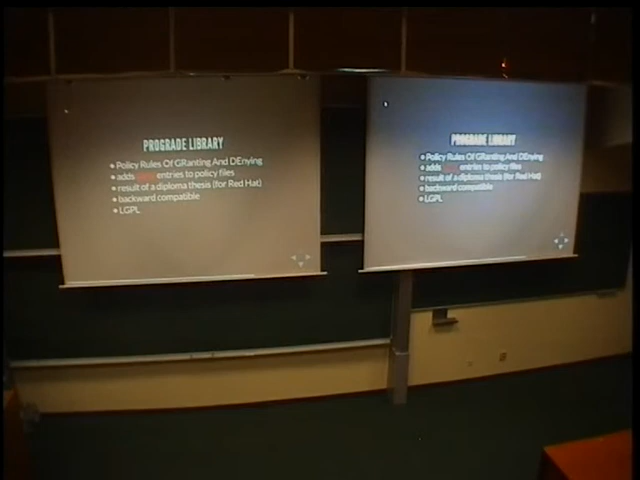 PROGRADE LIBRARY
Policy Rules Of GRanting And DEnying
adds entries to policy files
result of a diploma thesis (for Red Hat)
backward compatible
LGPL
PROGRADE LIBRARY
Policy Rules Of GRanting And DEnying
adds entries to policy files
result of a diploma thesis (for Red Hat)
backward compatible
LGPL